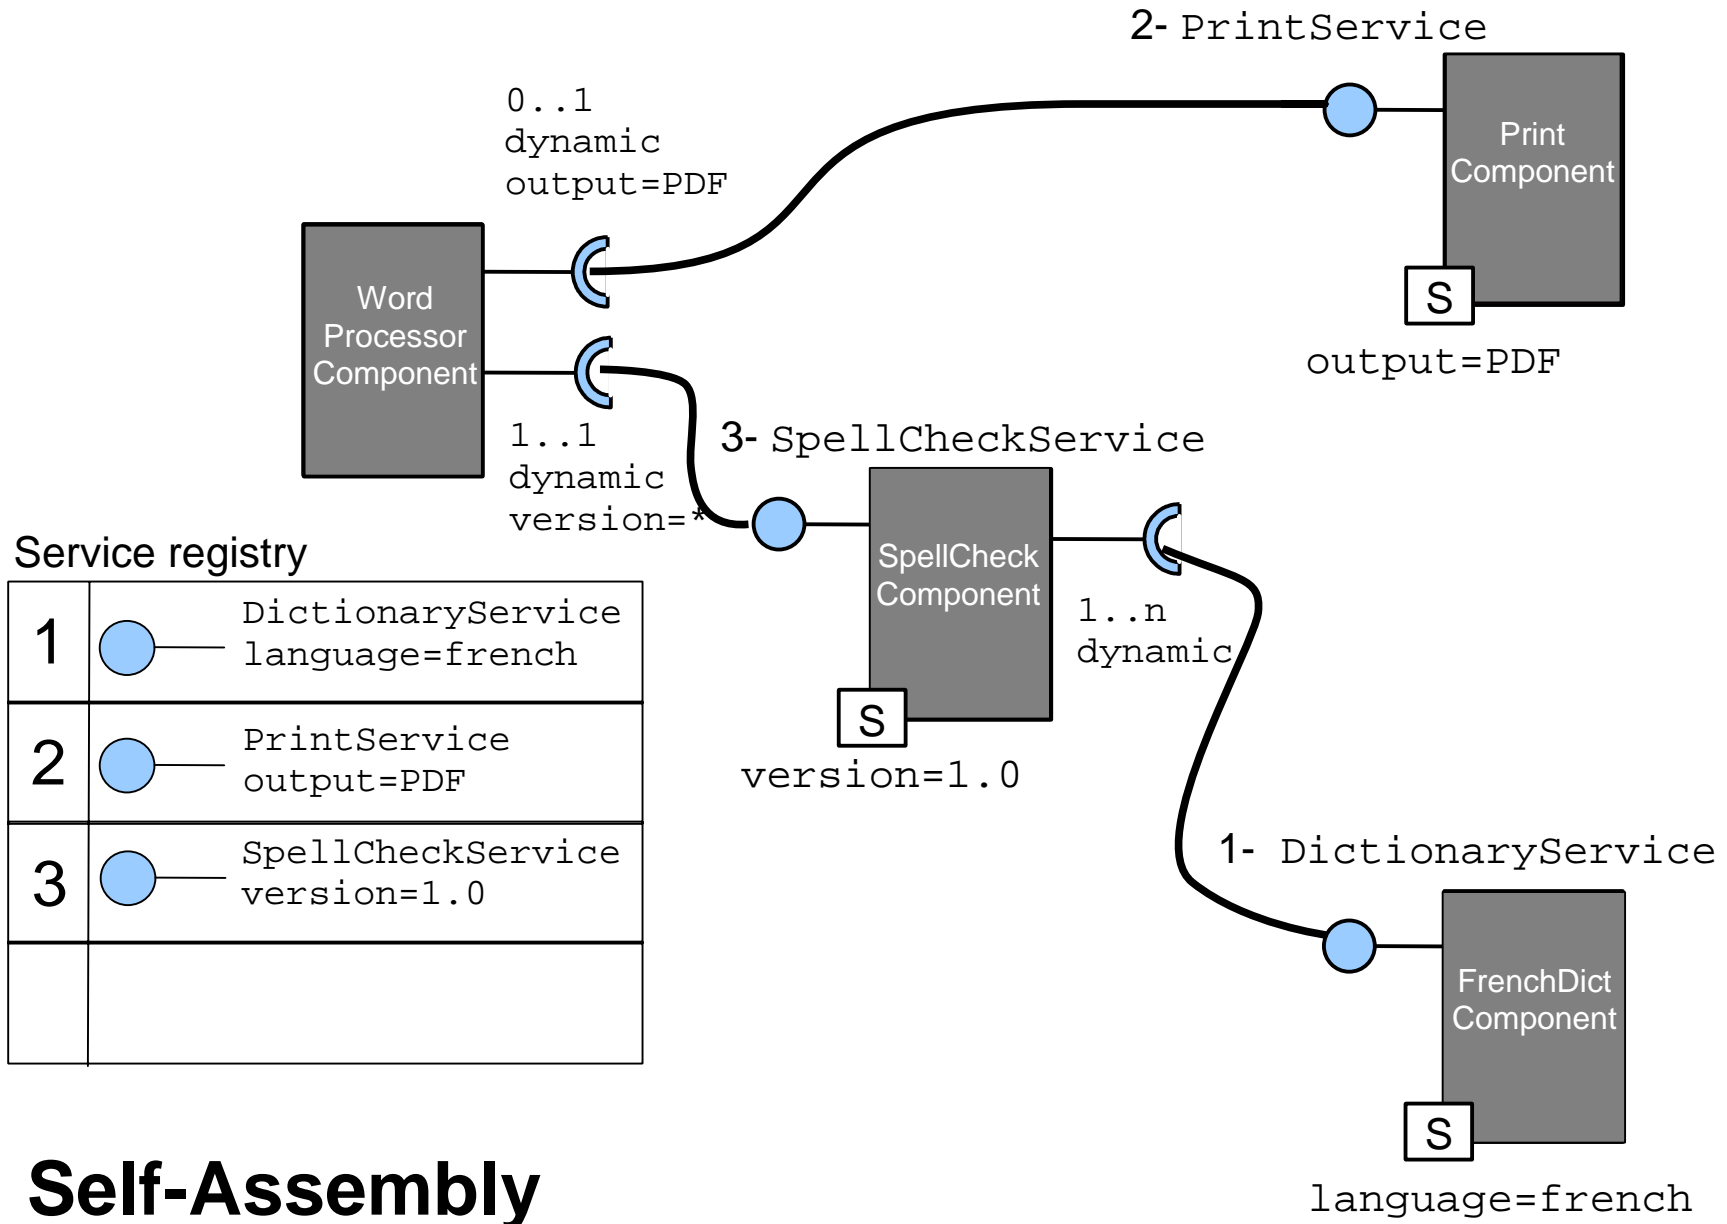 2- PrintService
0..1
dynamic
output=PDF
Print
Component
S
output=PDF
Word
Processor
Component
1..1
dynamic
version=*
3- SpellCheckService
SpellCheck
Component
1..n
dynamic
S
version=1.0
Service registry
1
DictionaryService
language=french
2
PrintService
output=PDF
3
SpellCheckService
version=1.0
1- DictionaryService
FrenchDict
Component
S
language=french
Self-Assembly